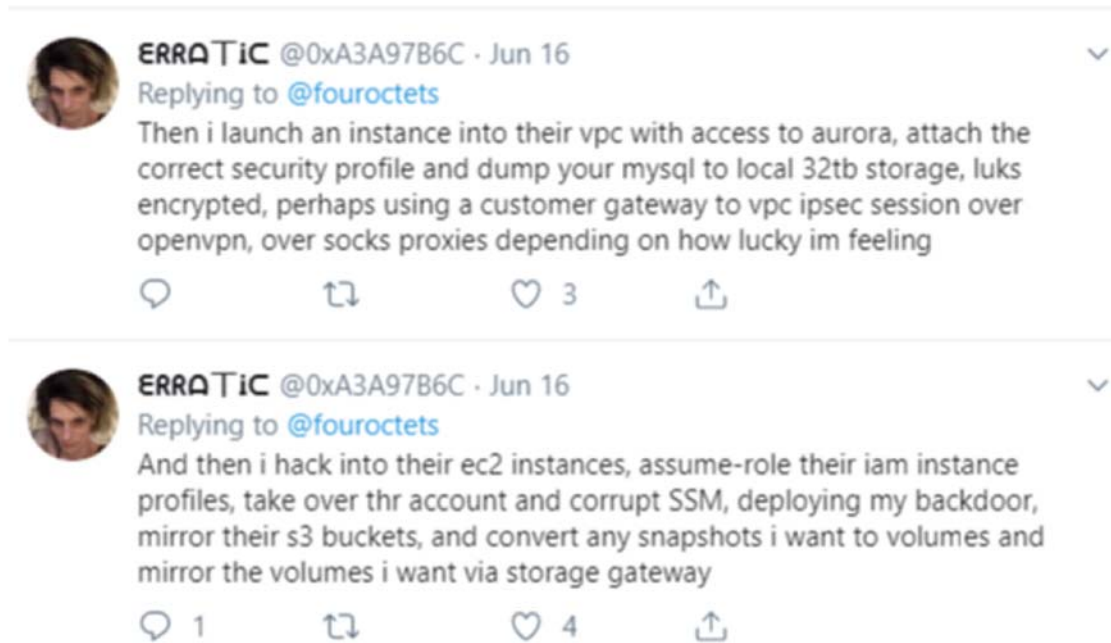 ERRATIC @0xA3A97B6C · Jun 16
Replying to @fouroctets
Then i launch an instance into their vpc with access to aurora, attach the
correct security profile and dump your mysql to local 32tb storage, luks
encrypted, perhaps using a customer gateway to vpc ipsec session over
openvpn, over socks proxies depending on how lucky im feeling
3
ERRATIC @0xA3A97B6C · Jun 16
Replying to @fouroctets
And then i hack into their ec2 instances, assume-role their iam instance
profiles, take over thr account and corrupt SSM, deploying my backdoor,
mirror their s3 buckets, and convert any snapshots i want to volumes and
mirror the volumes i want via storage gateway
1 4